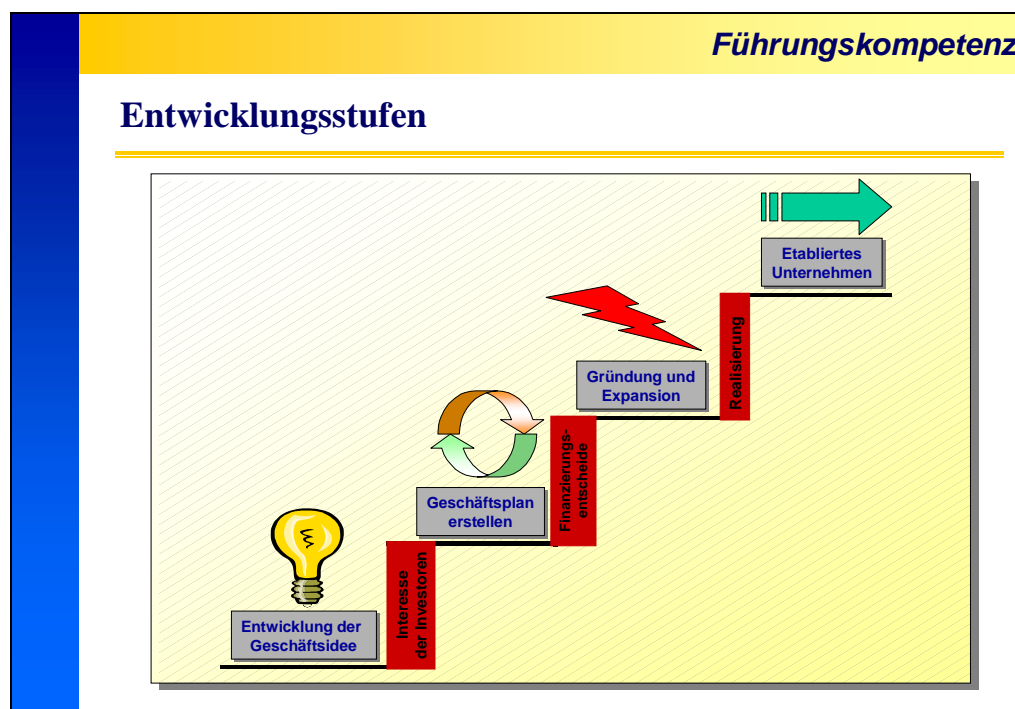 Führungskompetenz
Entwicklungsstufen
Etabliertes
Unternehmen
Realisierung
Gründung und
Expansion
Finanzierungs-
entscheide
Geschäftsplan
erstellen
Interesse
der Investoren
Entwicklung der
Geschäftsidee